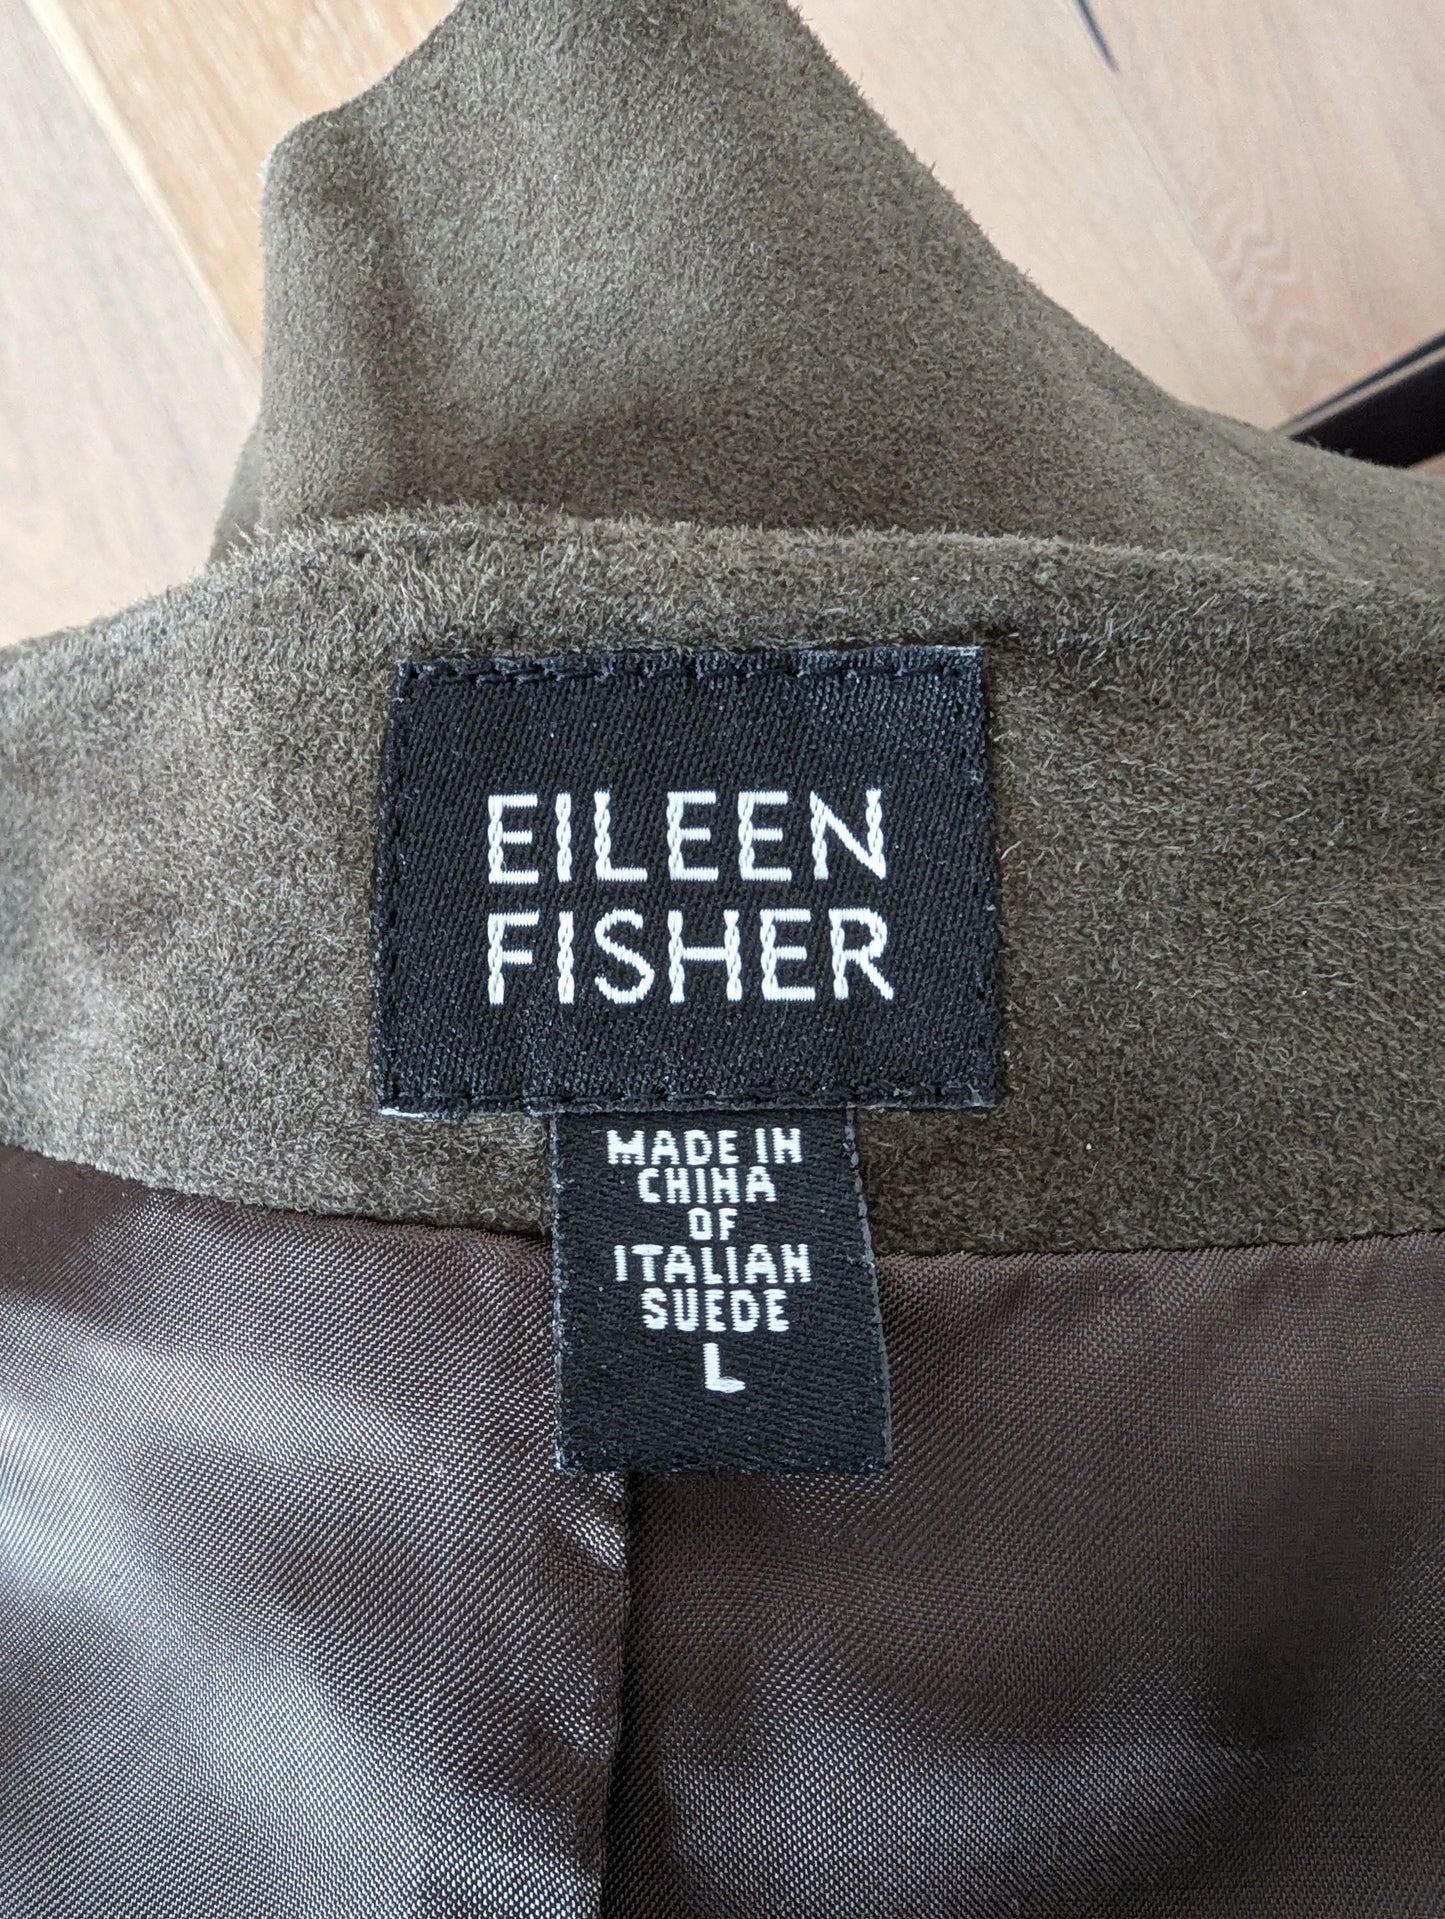 EILEEN
FISHER
MADE IN
CHINA
OF
ITALIAN
SUEDE
L